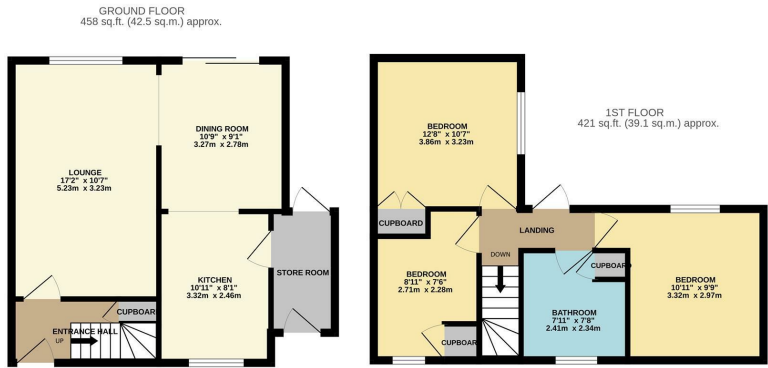 GROUND FLOOR
458 sq.ft. (42.5 sq.m.) approx.
DINING ROOM
10'9" x 9'1"
3.27m x 2.78m
LOUNGE
17'2" x 10'7"
5.23m x 3.23m
KITCHEN
10'11" x 8'1"
3.32m x 2.46m
STORE ROOM
CUPBOARD
ENTRANCE HALL
UP
1ST FLOOR
421 sq.ft. (39.1 sq.m.) approx.
BEDROOM
12'8" x 10'7"
3.86m x 3.23m
CUPBOARD
LANDING
DOWN
BEDROOM
8'11" x 7'6"
2.71m x 2.28m
CUPBOARD
BEDROOM
10'11" x 9'9"
3.32m x 2.97m
BATHROOM
7'11" x 7'8"
2.41m x 2.34m
CUPBOARD